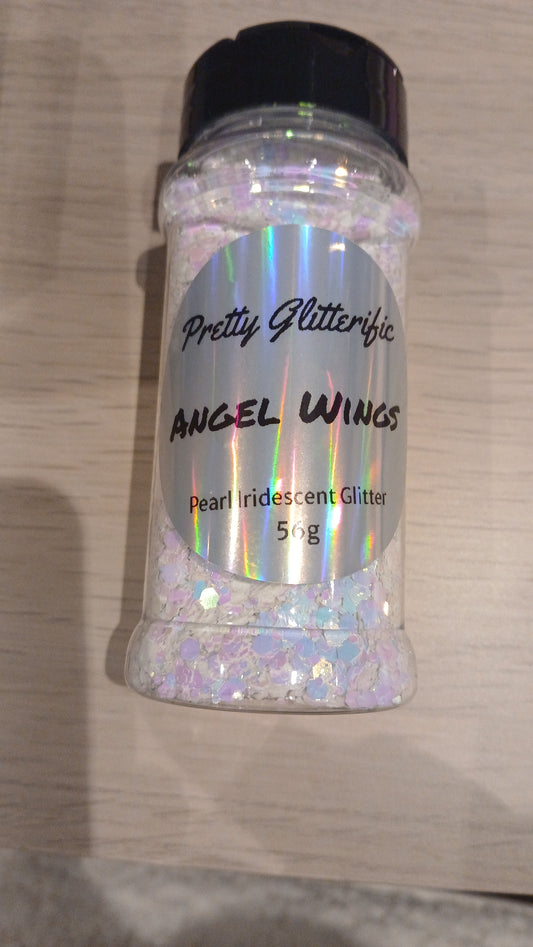 Pretty Glitterific
ANGEL WINGS
Pearl Iridescent Glitter
56g